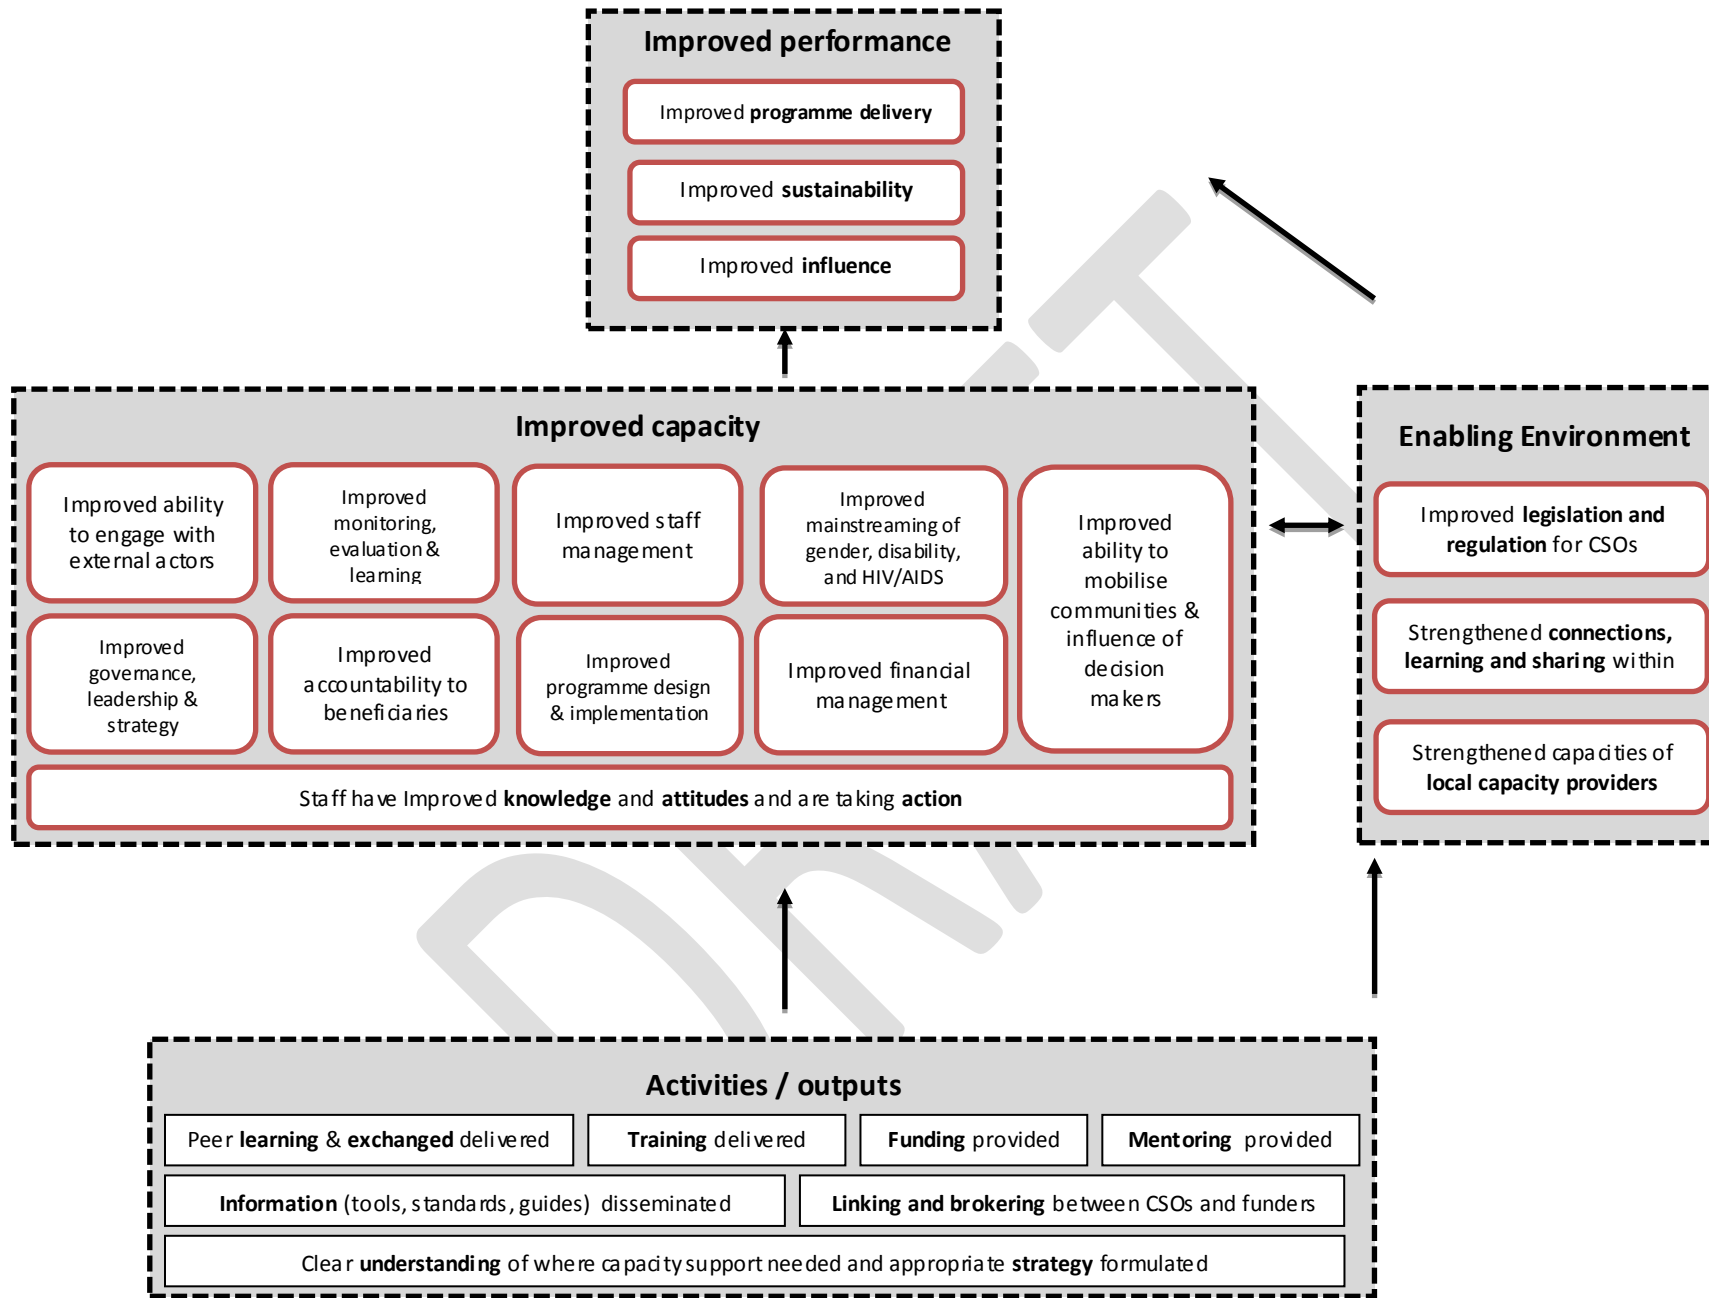 Improved performance
Improved programme delivery
Improved sustainability
Improved influence
Improved capacity
Improved ability
to engage with
external actors
Improved
monitoring,
evaluation &
learning
Improved staff
management
Improved
mainstreaming of
gender, disability,
and HIV/AIDS
Improved
ability to
mobilise
communities &
influence of
decision
makers
Improved
governance,
leadership &
strategy
Improved
accountability to
beneficiaries
Improved
programme design
& implementation
Improved financial
management
Staff have Improved knowledge and attitudes and are taking action
Enabling Environment
Improved legislation and
regulation for CSOs
Strengthened connections,
learning and sharing within
Strengthened capacities of
local capacity providers
Activities / outputs
Peer learning & exchanged delivered
Training delivered
Funding provided
Mentoring provided
Information (tools, standards, guides) disseminated
Linking and brokering between CSOs and funders
Clear understanding of where capacity support needed and appropriate strategy formulated
DRAFT